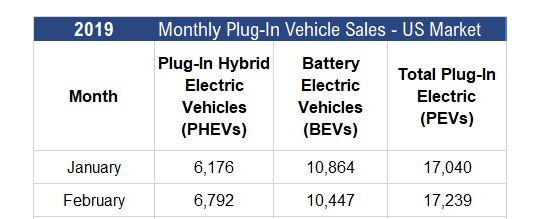 2019 Monthly Plug-In Vehicle Sales - US Market
Month
Plug-In Hybrid
Electric
Vehicles
(PHEVs)
Battery
Electric
Vehicles
(BEVs)
Total Plug-In
Electric
(PEVs)
January 6,176 10,864 17,040
February 6,792 10,447 17,239